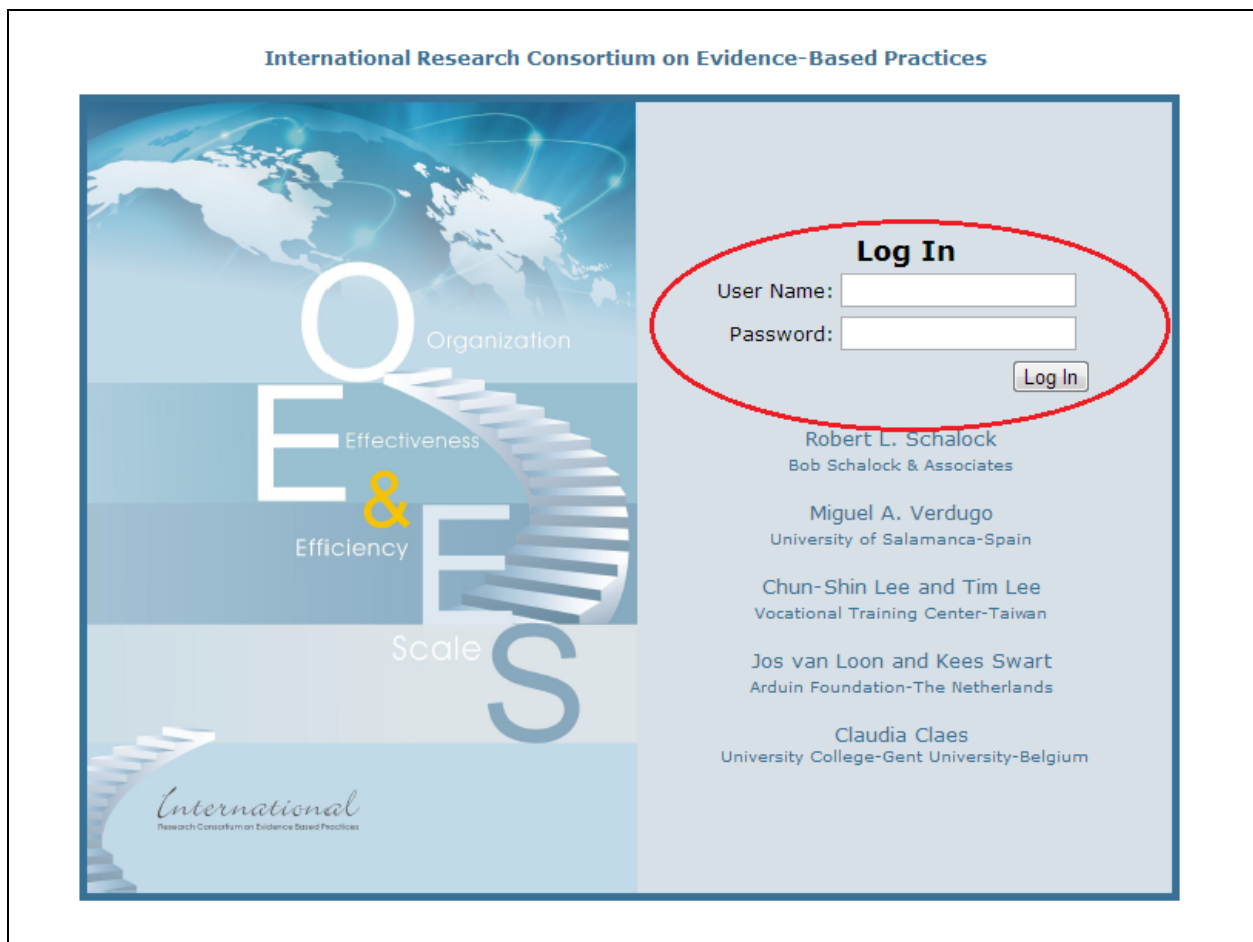 International Research Consortium on Evidence-Based Practices
O
Organization
E
Effectiveness
&
Efficiency
E
Scale
S
International
Research Consortium on Evidence Based Practices
Log In
User Name:
Password:
Log In
Robert L. Schalock
Bob Schalock & Associates
Miguel A. Verdugo
University of Salamanca-Spain
Chun-Shin Lee and Tim Lee
Vocational Training Center-Taiwan
Jos van Loon and Kees Swart
Arduin Foundation-The Netherlands
Claudia Claes
University College-Gent University-Belgium